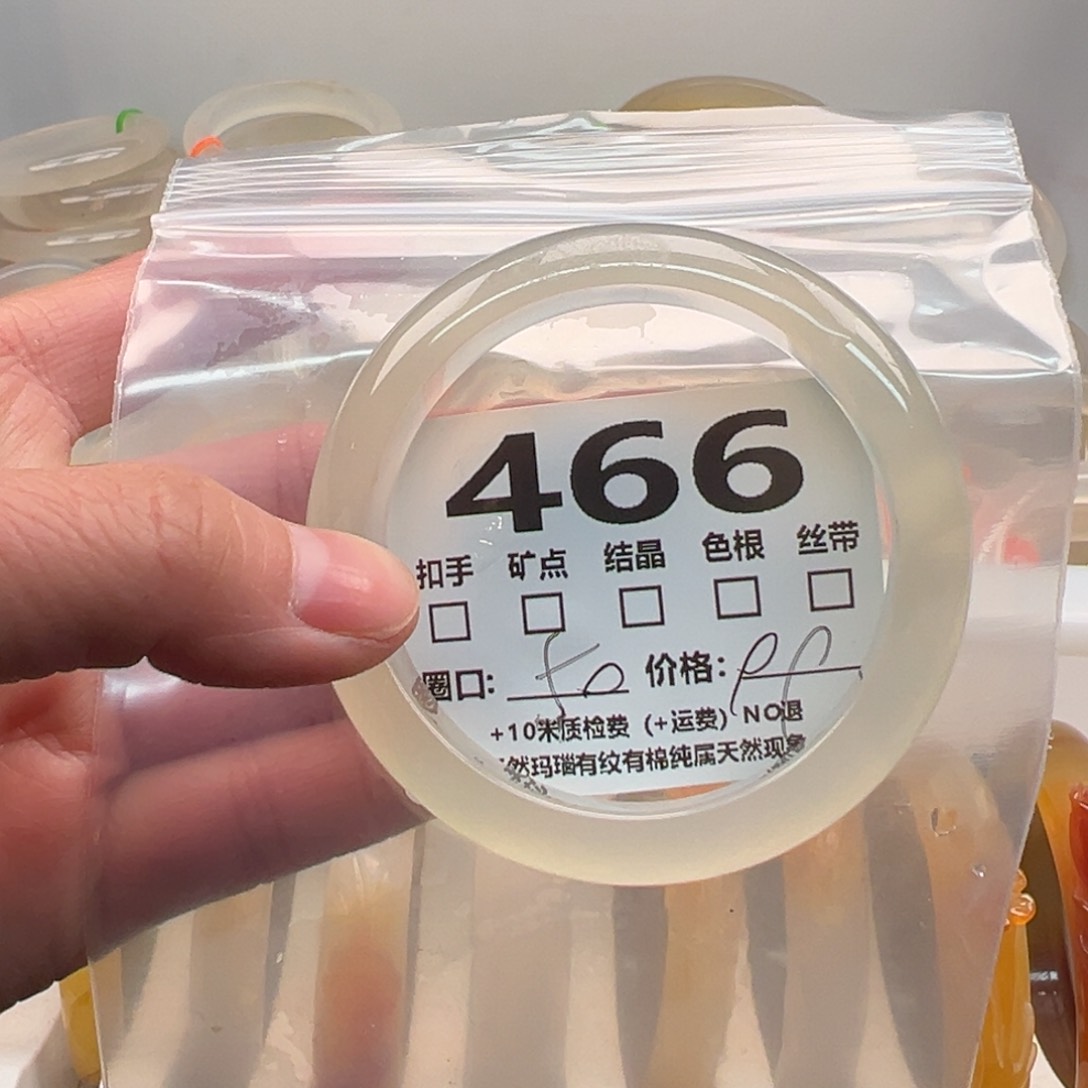 466
扣手 矿点 结晶 色根 丝带
圈口: 价格:
+10米质检费 (+运费) NO退
然玛瑙有纹有棉纯属天然现象